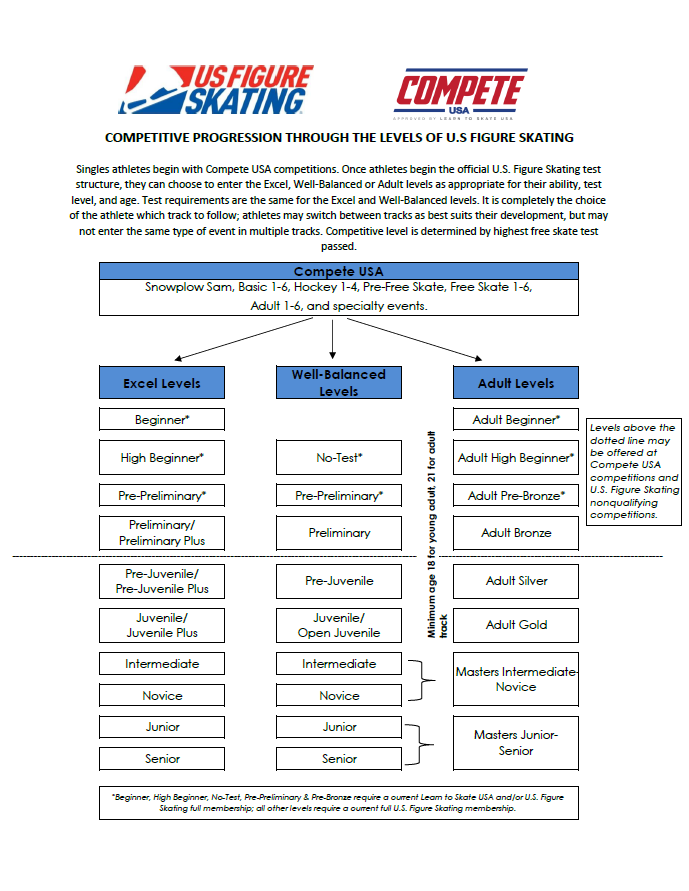 US FIGURE
SKATING
COMPETE
USA
APPROVED BY LEARN TO SKATE USA
COMPETITIVE PROGRESSION THROUGH THE LEVELS OF U.S FIGURE SKATING
Singles athletes begin with Compete USA competitions. Once athletes begin the official U.S. Figure Skating test
structure, they can choose to enter the Excel, Well-Balanced or Adult levels as appropriate for their ability, test
level, and age. Test requirements are the same for the Excel and Well-Balanced levels. It is completely the choice
of the athlete which track to follow; athletes may switch between tracks as best suits their development, but may
not enter the same type of event in multiple tracks. Competitive level is determined by highest free skate test
passed.
Compete USA
Snowplow Sam, Basic 1-6, Hockey 1-4, Pre-Free Skate, Free Skate 1-6,
Adult 1-6, and specialty events.
Excel Levels
Beginner*
High Beginner*
Pre-Preliminary*
Preliminary/
Preliminary Plus
Pre-Juvenile/
Pre-Juvenile Plus
Juvenile/
Juvenile Plus
Intermediate
Novice
Junior
Senior
Well-Balanced
Levels
No-Test*
Pre-Preliminary*
Preliminary
Pre-Juvenile
Juvenile/
Open Juvenile
Intermediate
Novice
Junior
Senior
Minimum age 18 for young adult, 21 for adult
track
Adult Levels
Adult Beginner*
Adult High Beginner*
Adult Pre-Bronze*
Adult Bronze
Adult Silver
Adult Gold
Masters Intermediate-
Novice
Masters Junior-
Senior
Levels above the
dotted line may
be offered at
Compete USA
competitions and
U.S. Figure Skating
nonqualifying
competitions.
*Beginner, High Beginner, No-Test, Pre-Preliminary & Pre-Bronze require a current Learn to Skate USA and/or U.S. Figure
Skating full membership; all other levels require a current full U.S. Figure Skating membership.